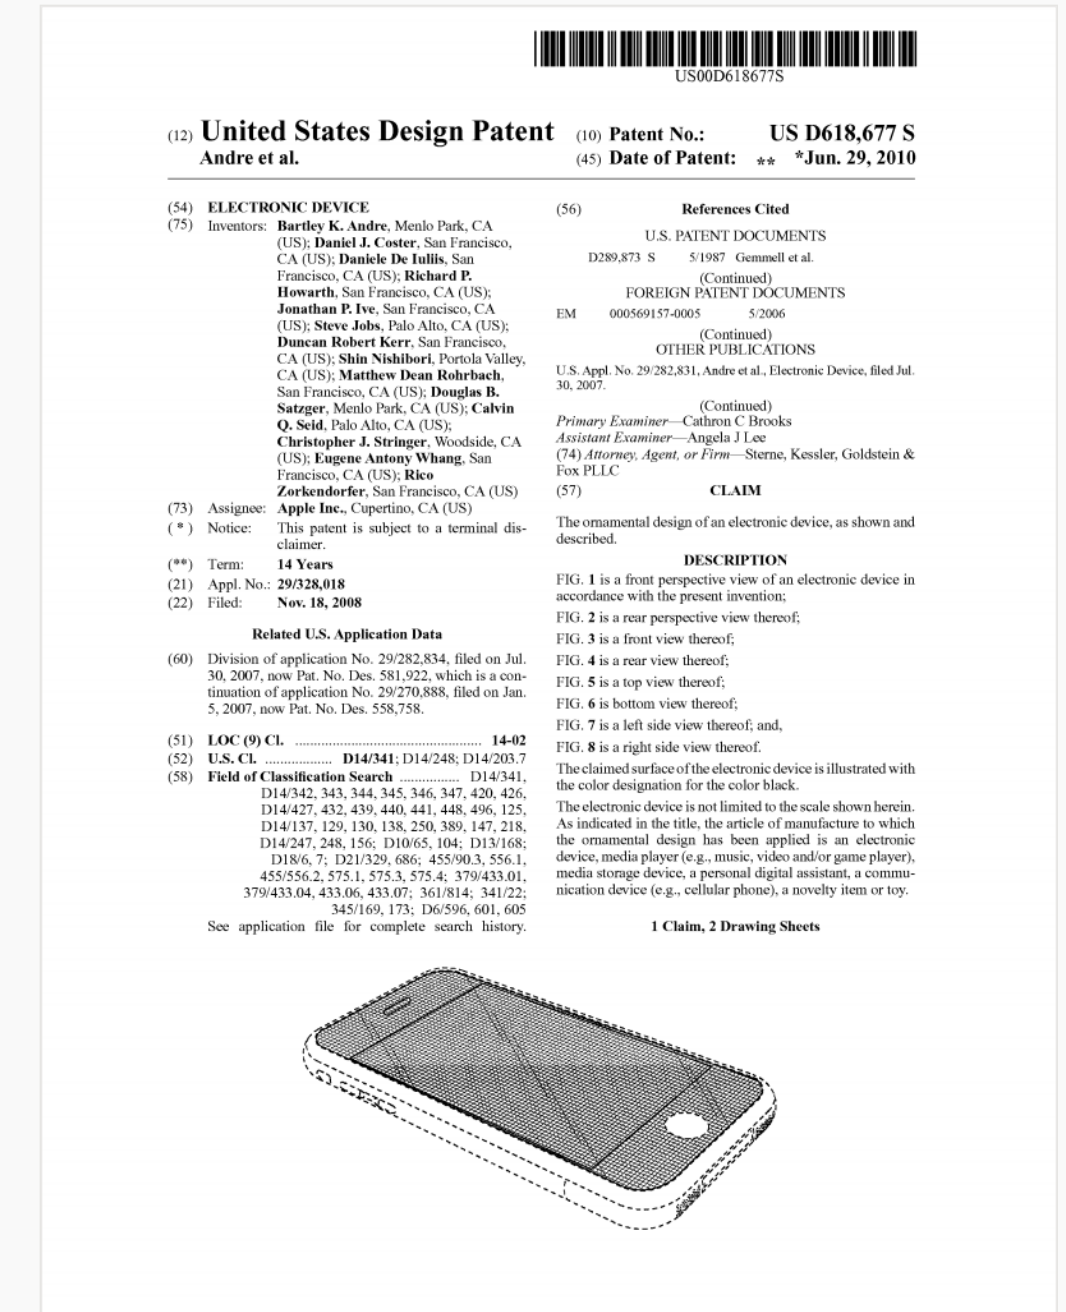 US00D618677S
(12) United States Design Patent
Andre et al.
(10) Patent No.: US D618,677 S
(45) Date of Patent: ** *Jun. 29, 2010
(54) ELECTRONIC DEVICE
(75) Inventors: Bartley K. Andre, Menlo Park, CA
(US); Daniel J. Coster, San Francisco,
CA (US); Daniele De Iuliis, San
Francisco, CA (US); Richard P.
Howarth, San Francisco, CA (US);
Jonathan P. Ive, San Francisco, CA
(US); Steve Jobs, Palo Alto, CA (US);
Duncan Robert Kerr, San Francisco,
CA (US); Shin Nishibori, Portola Valley,
CA (US); Matthew Dean Rohrbach,
San Francisco, CA (US); Douglas B.
Satzger, Menlo Park, CA (US); Calvin
Q. Seid, Palo Alto, CA (US);
Christopher J. Stringer, Woodside, CA
(US); Eugene Antony Whang, San
Francisco, CA (US); Rico
Zorkendorfer, San Francisco, CA (US)
(73) Assignee: Apple Inc., Cupertino, CA (US)
( * ) Notice: This patent is subject to a terminal dis-
claimer.
(**) Term: 14 Years
(21) Appl. No.: 29/328,018
(22) Filed: Nov. 18, 2008
Related U.S. Application Data
(60) Division of application No. 29/282,834, filed on Jul.
30, 2007, now Pat. No. Des. 581,922, which is a con-
tinuation of application No. 29/270,888, filed on Jan.
5, 2007, now Pat. No. Des. 558,758.
(51) LOC (9) Cl. ................................................ 14-02
(52) U.S. Cl. ................. D14/341; D14/248; D14/203.7
(58) Field of Classification Search ............... D14/341,
D14/342, 343, 344, 345, 346, 347, 420, 426,
D14/427, 432, 439, 440, 441, 448, 496, 125,
D14/137, 129, 130, 138, 250, 389, 147, 218,
D14/247, 248, 156; D10/65, 104; D13/168;
D18/6, 7; D21/329, 686; 455/90.3, 556.1,
455/556.2, 575.1, 575.3, 575.4; 379/433.01,
379/433.04, 433.06, 433.07; 361/814; 341/22;
345/169, 173; D6/596, 601, 605
See application file for complete search history.
(56) References Cited
U.S. PATENT DOCUMENTS
D289,873 S 5/1987 Gemmell et al.
(Continued)
FOREIGN PATENT DOCUMENTS
EM 000569157-0005 5/2006
(Continued)
OTHER PUBLICATIONS
U.S. Appl. No. 29/282,831, Andre et al., Electronic Device, filed Jul.
30, 2007.
(Continued)
Primary Examiner—Cathron C Brooks
Assistant Examiner—Angela J Lee
(74) Attorney, Agent, or Firm—Sterne, Kessler, Goldstein &
Fox PLLC
(57) CLAIM
The ornamental design of an electronic device, as shown and
described.
DESCRIPTION
FIG. 1 is a front perspective view of an electronic device in
accordance with the present invention;
FIG. 2 is a rear perspective view thereof;
FIG. 3 is a front view thereof;
FIG. 4 is a rear view thereof;
FIG. 5 is a top view thereof;
FIG. 6 is bottom view thereof;
FIG. 7 is a left side view thereof; and,
FIG. 8 is a right side view thereof.
The claimed surface of the electronic device is illustrated with
the color designation for the color black.
The electronic device is not limited to the scale shown herein.
As indicated in the title, the article of manufacture to which
the ornamental design has been applied is an electronic
device, media player (e.g., music, video and/or game player),
media storage device, a personal digital assistant, a commu-
nication device (e.g., cellular phone), a novelty item or toy.
1 Claim, 2 Drawing Sheets